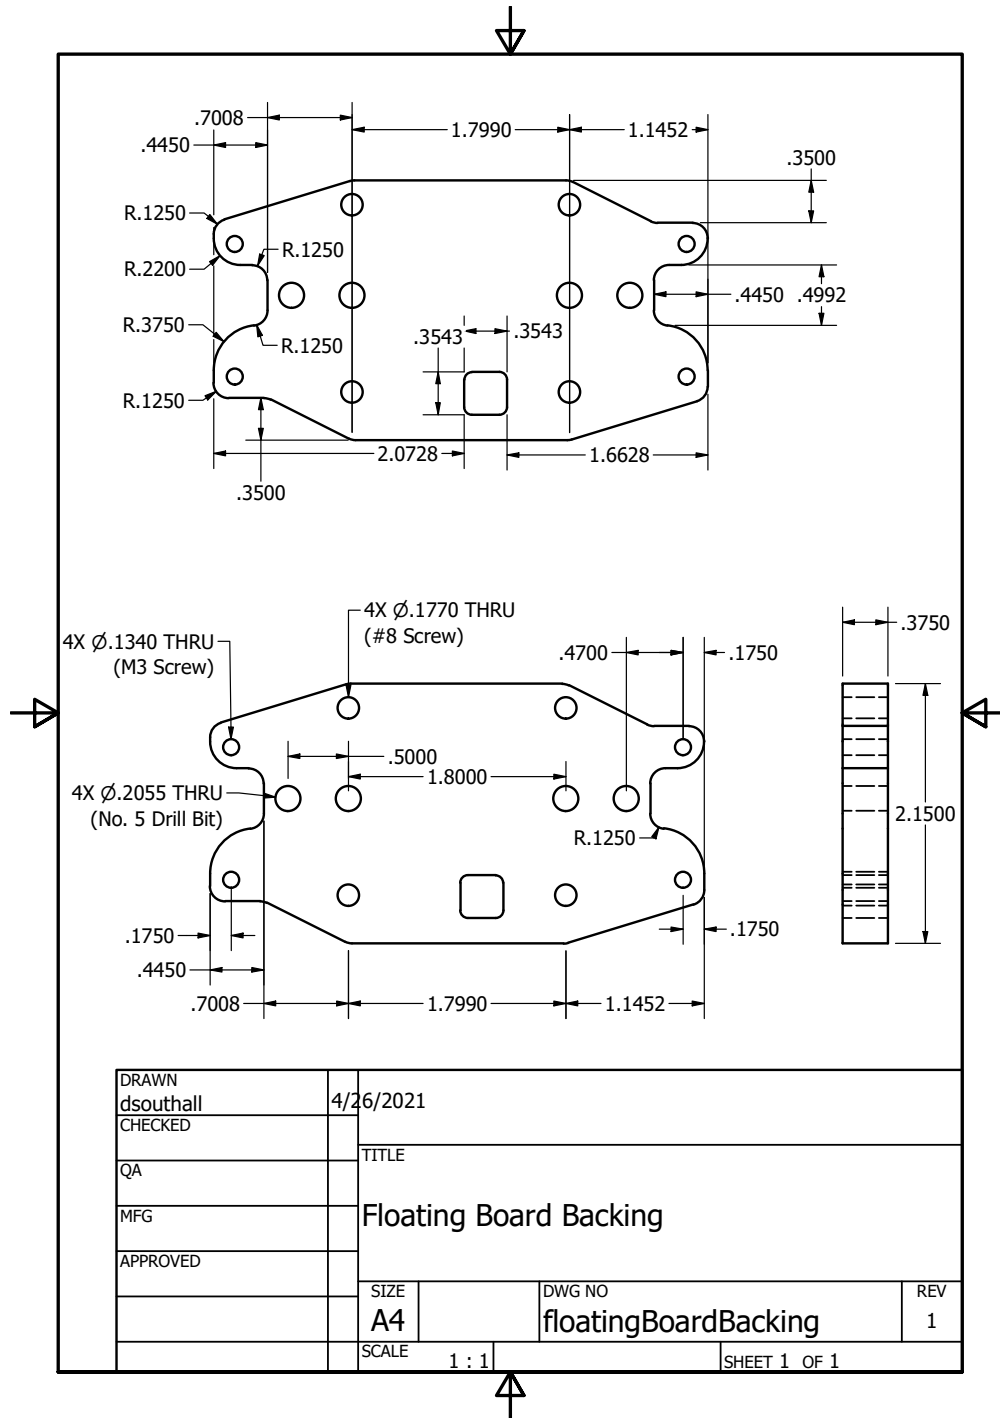 .7008
.4450
1.7990
1.1452
.3500
R.1250
R.1250
R.2200
.4450
.4992
R.3750
R.1250
.3543
.3543
R.1250
2.0728
1.6628
.3500
4X Ø.1770 THRU
(#8 Screw)
4X Ø.1340 THRU
(M3 Screw)
.4700
.1750
.3750
.5000
1.8000
4X Ø.2055 THRU
(No. 5 Drill Bit)
R.1250
2.1500
.1750
.1750
.4450
.7008
1.7990
1.1452
DRAWN
dsouthall
4/26/2021
CHECKED
QA
MFG
APPROVED
TITLE
Floating Board Backing
SIZE
A4
DWG NO
floatingBoardBacking
REV
1
SCALE
1 : 1
SHEET 1 OF 1